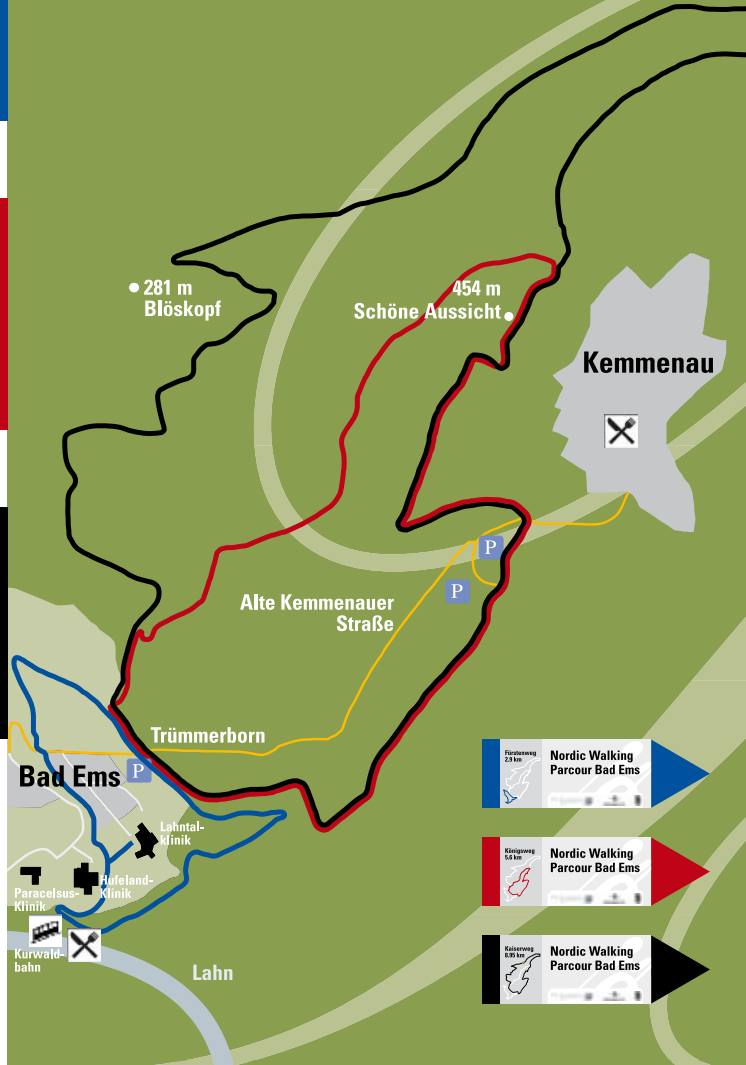 281 m
Blöskopf
454 m
Schöne Aussicht
Kemmenau
P
P
Alte Kemmenauer
Straße
Trümmerborn
P
Bad Ems
Lahntal-
klinik
Hufeland-
Klinik
Paracelsus-
Klinik
Kurwald-
bahn
Lahn
Fürstenweg
2.9 km
Nordic Walking
Parcour Bad Ems
Königsweg
5.6 km
Nordic Walking
Parcour Bad Ems
Kaiserweg
8.95 km
Nordic Walking
Parcour Bad Ems